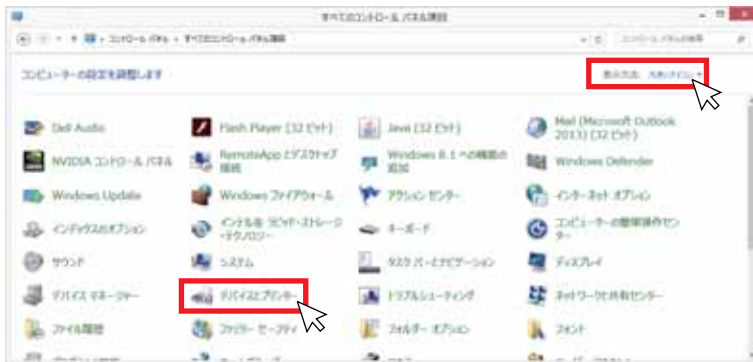 すべてのコントロール パネル項目
コントロール パネル すべてのコントロール パネル項目
コンピューターの設定を調整します
表示方法: 大きいアイコン
Dell Audio
Flash Player (32 ビット)
Java (32 ビット)
Mail (Microsoft Outlook 2013) (32 ビット)
NVIDIA コントロール パネル
RemoteApp とデスクトップ接続
Windows 8.1 への機能の追加
Windows Defender
Windows Update
Windows ファイアウォール
アクション センター
インターネット オプション
インデックスのオプション
インテル® ラピッド・ストレージ・テクノロジー
キーボード
コンピューターの簡単操作センター
サウンド
システム
タスク バーとナビゲーション
ディスプレイ
デバイス マネージャー
デバイスとプリンター
トラブルシューティング
ネットワークと共有センター
ファイル履歴
ファミリー セーフティ
フォルダー オプション
フォント